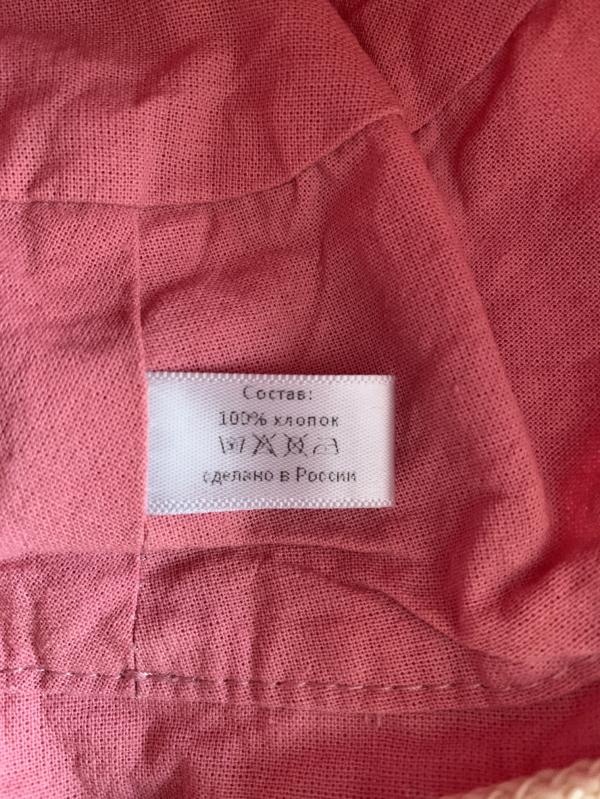 Состав:
100% хлопок
сделано в России